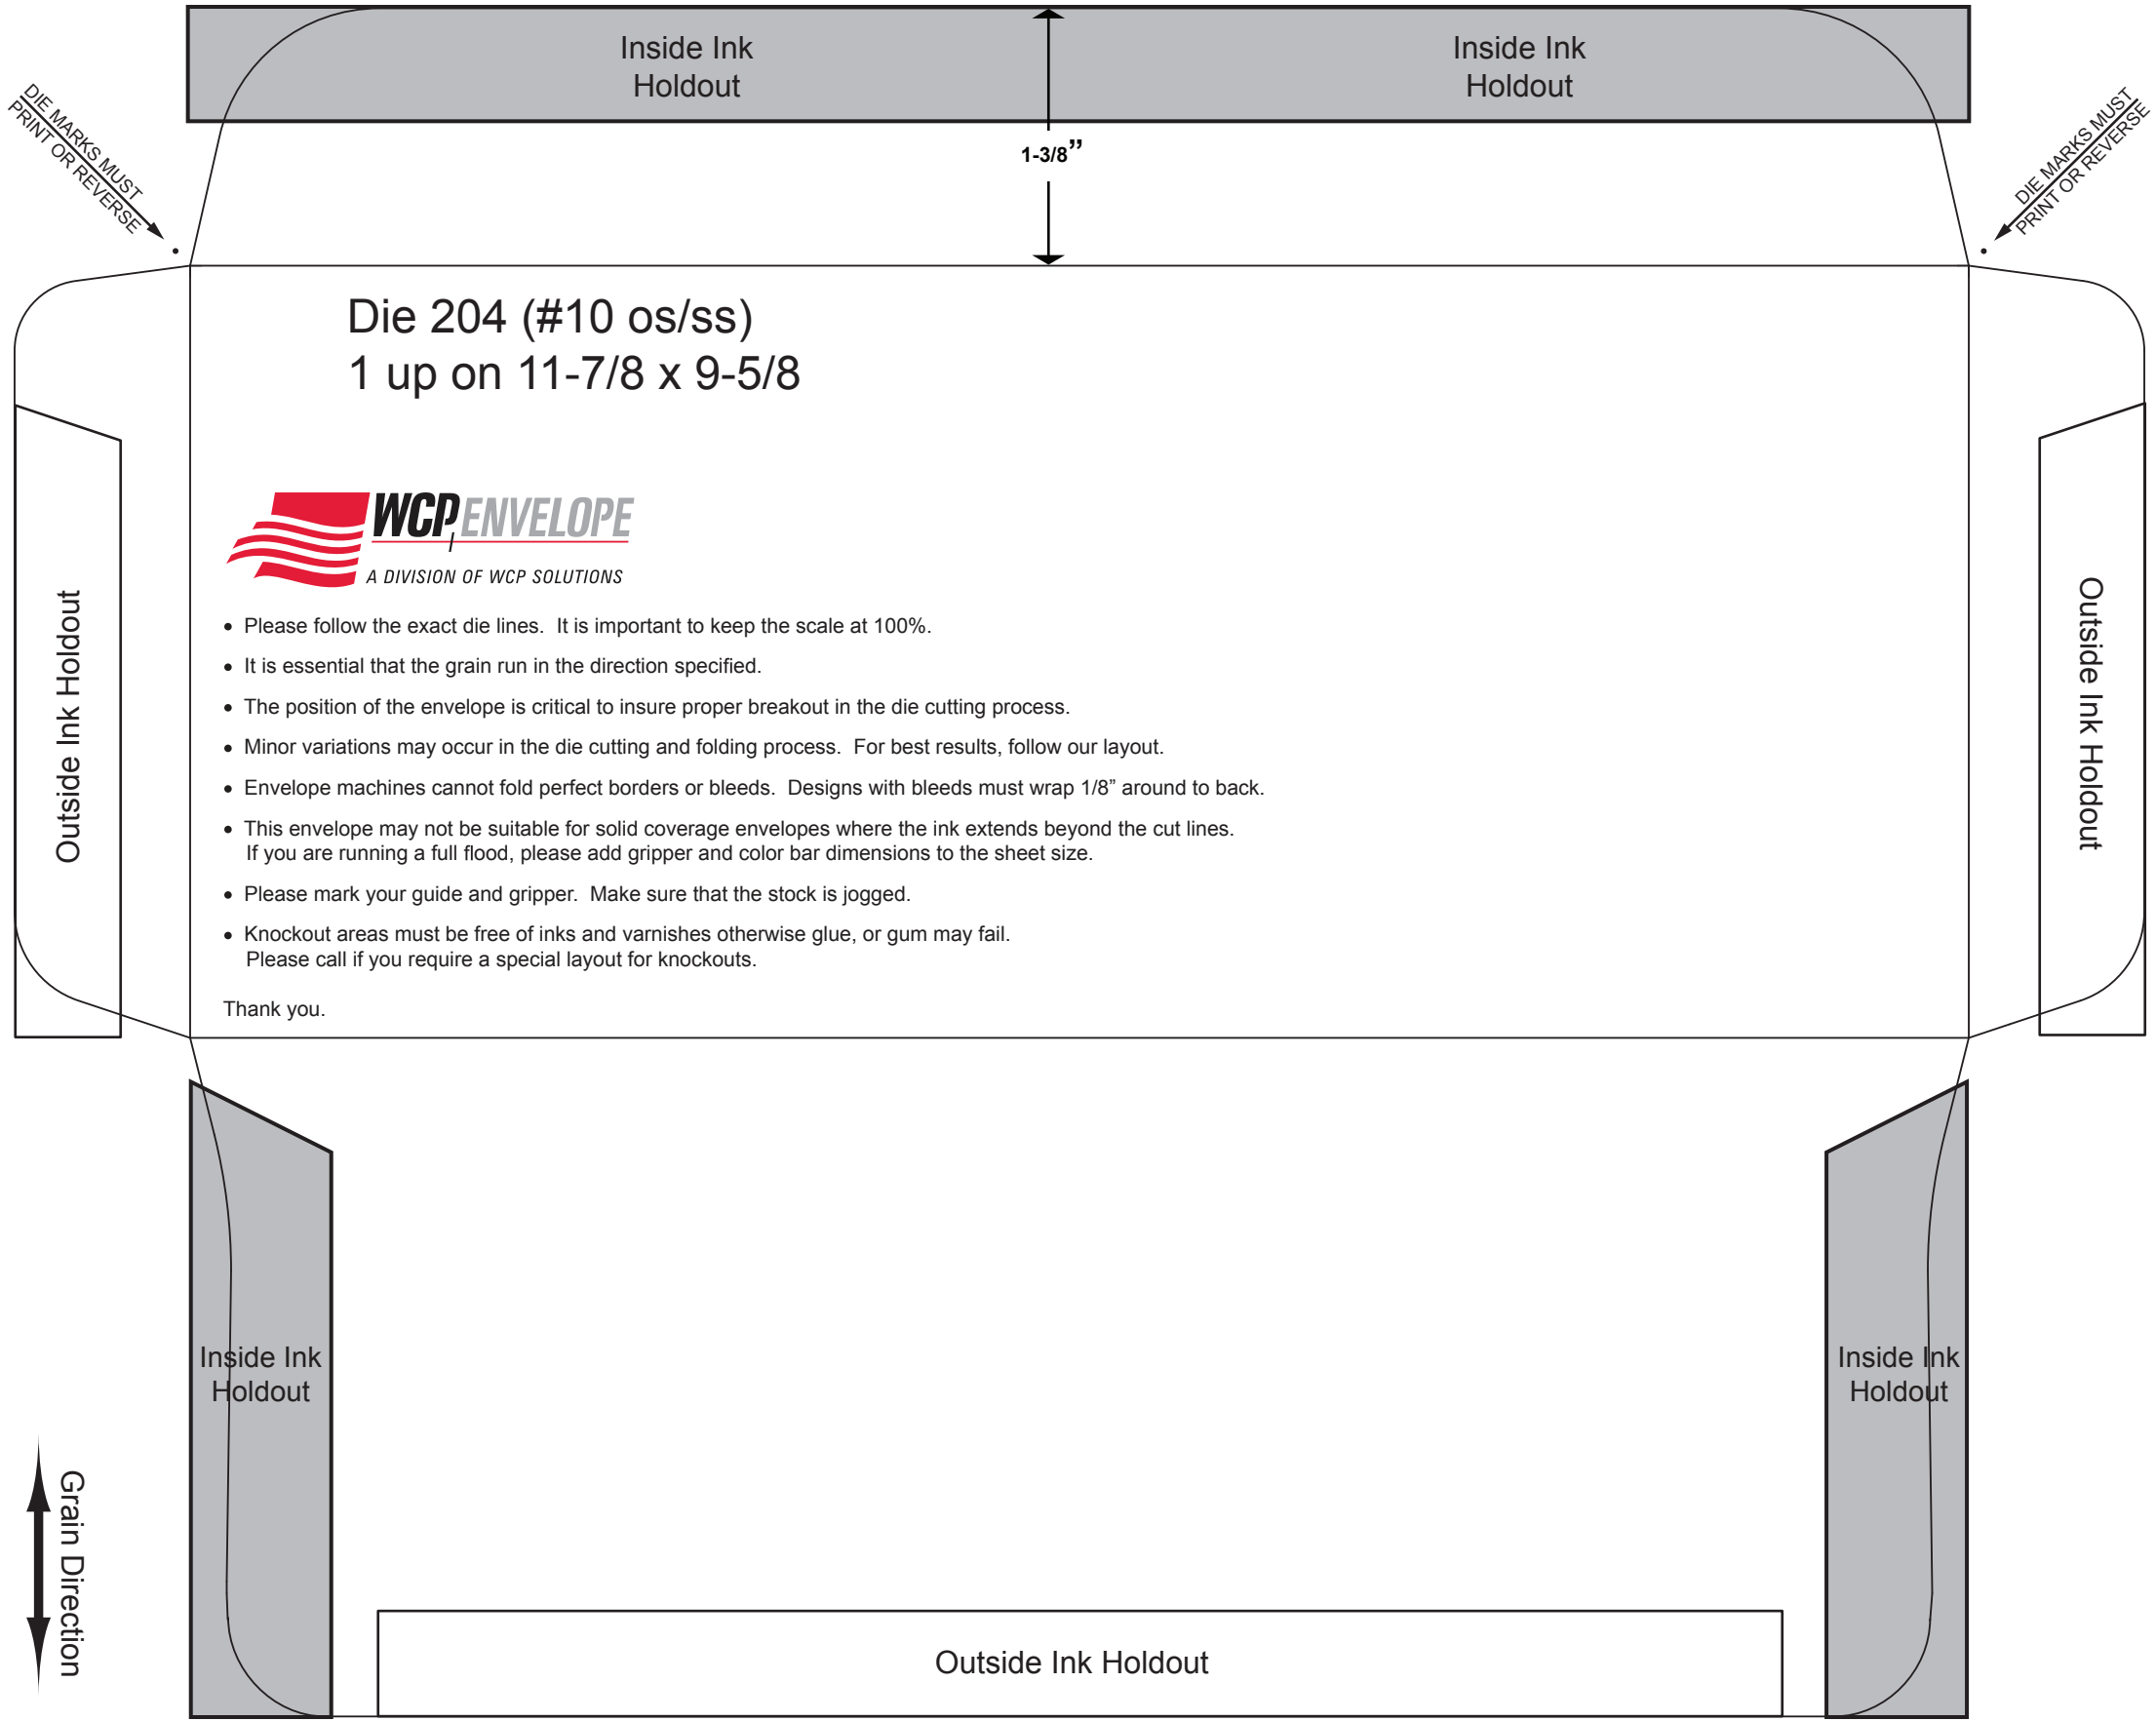 Inside Ink
Holdout
Inside Ink
Holdout
DIE MARKS MUST
PRINT OR REVERSE
1-3/8”
DIE MARKS MUST
PRINT OR REVERSE
Die 204 (#10 os/ss)
1 up on 11-7/8 x 9-5/8
WCP ENVELOPE
A DIVISION OF WCP SOLUTIONS
• Please follow the exact die lines.  It is important to keep the scale at 100%.
• It is essential that the grain run in the direction specified.
• The position of the envelope is critical to insure proper breakout in the die cutting process.
• Minor variations may occur in the die cutting and folding process.  For best results, follow our layout.
• Envelope machines cannot fold perfect borders or bleeds.  Designs with bleeds must wrap 1/8” around to back.
• This envelope may not be suitable for solid coverage envelopes where the ink extends beyond the cut lines.
If you are running a full flood, please add gripper and color bar dimensions to the sheet size.
• Please mark your guide and gripper.  Make sure that the stock is jogged.
• Knockout areas must be free of inks and varnishes otherwise glue, or gum may fail.
Please call if you require a special layout for knockouts.
Thank you.
Outside Ink Holdout
Outside Ink Holdout
Inside Ink
Holdout
Inside Ink
Holdout
Grain Direction
Outside Ink Holdout